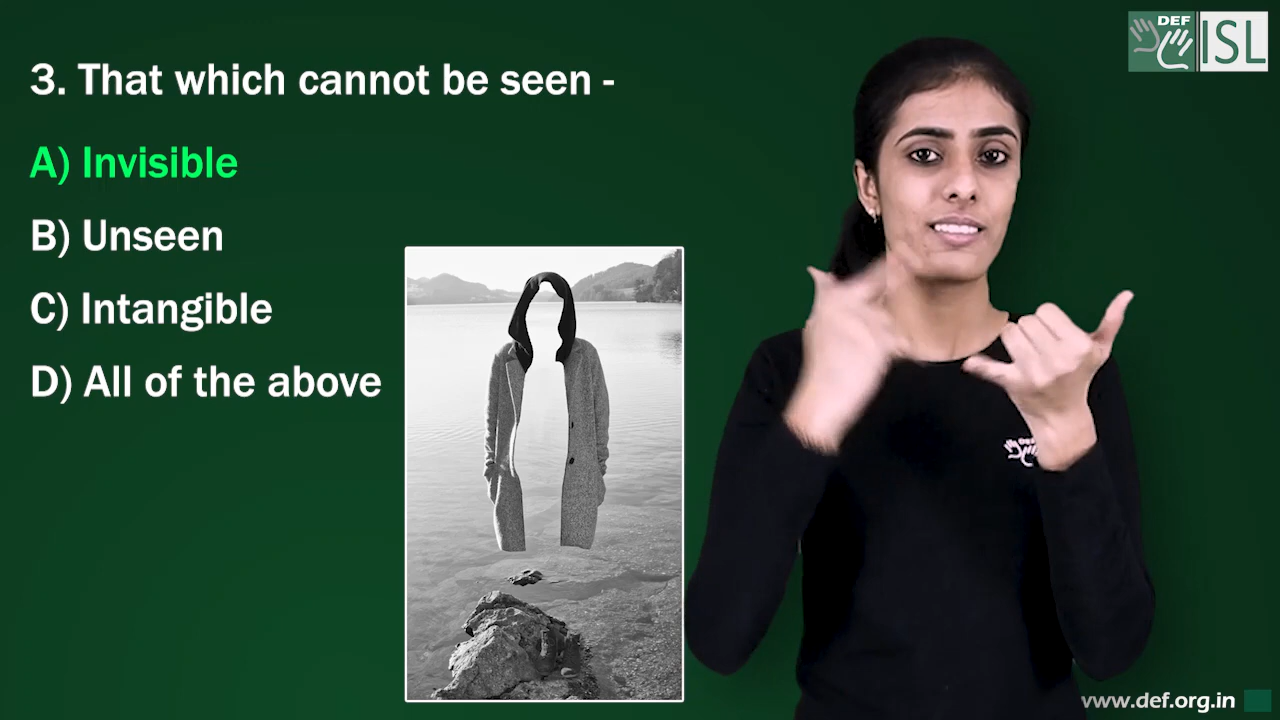 DEF
ISL
3. That which cannot be seen -
A) Invisible
B) Unseen
C) Intangible
D) All of the above
www.def.org.in